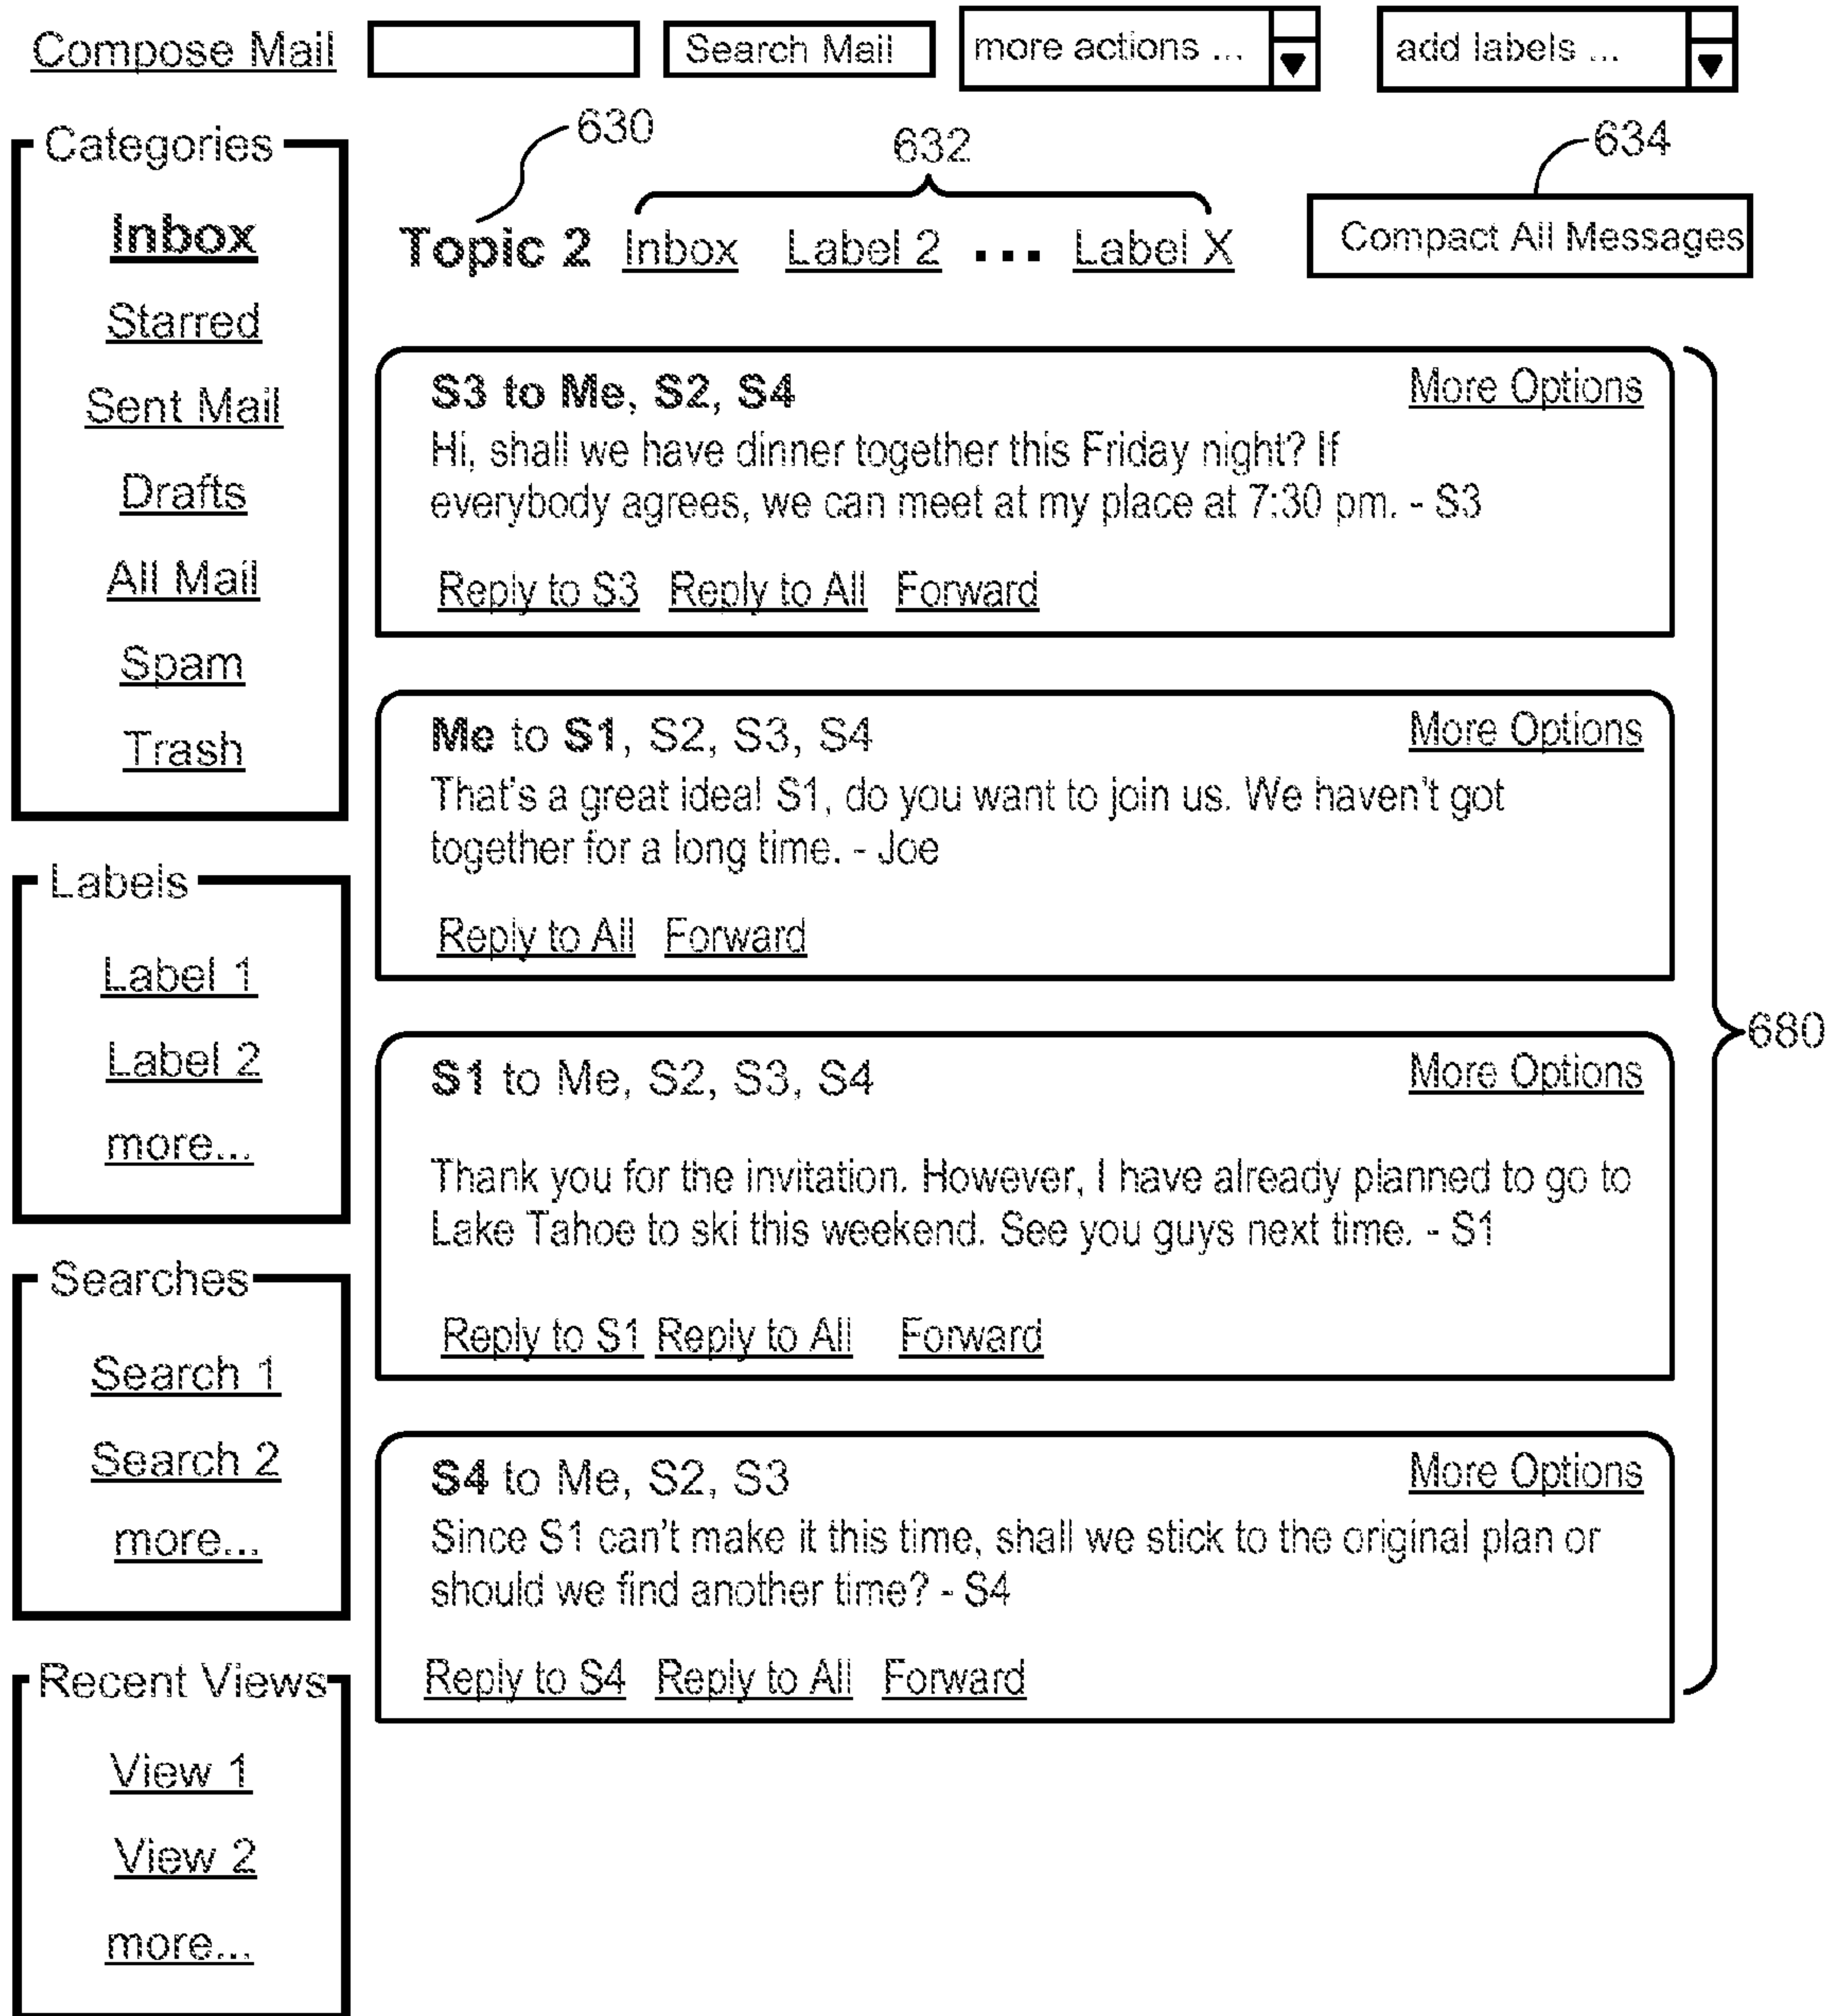 Compose Mail Search Mail more actions ... add labels ...
630
632
634
Categories
Inbox
Starred
Sent Mail
Drafts
All Mail
Spam
Trash
Labels
Label 1
Label 2
more...
Searches
Search 1
Search 2
more...
Recent Views
View 1
View 2
more...
Topic 2 Inbox Label 2 ... Label X Compact All Messages
S3 to Me, S2, S4 More Options
Hi, shall we have dinner together this Friday night? If
everybody agrees, we can meet at my place at 7:30 pm. - S3
Reply to S3 Reply to All Forward
Me to S1, S2, S3, S4 More Options
That's a great idea! S1, do you want to join us. We haven't got
together for a long time. - Joe
Reply to All Forward
S1 to Me, S2, S3, S4 More Options
Thank you for the invitation. However, I have already planned to go to
Lake Tahoe to ski this weekend. See you guys next time. - S1
Reply to S1 Reply to All Forward
S4 to Me, S2, S3 More Options
Since S1 can't make it this time, shall we stick to the original plan or
should we find another time? - S4
Reply to S4 Reply to All Forward
680